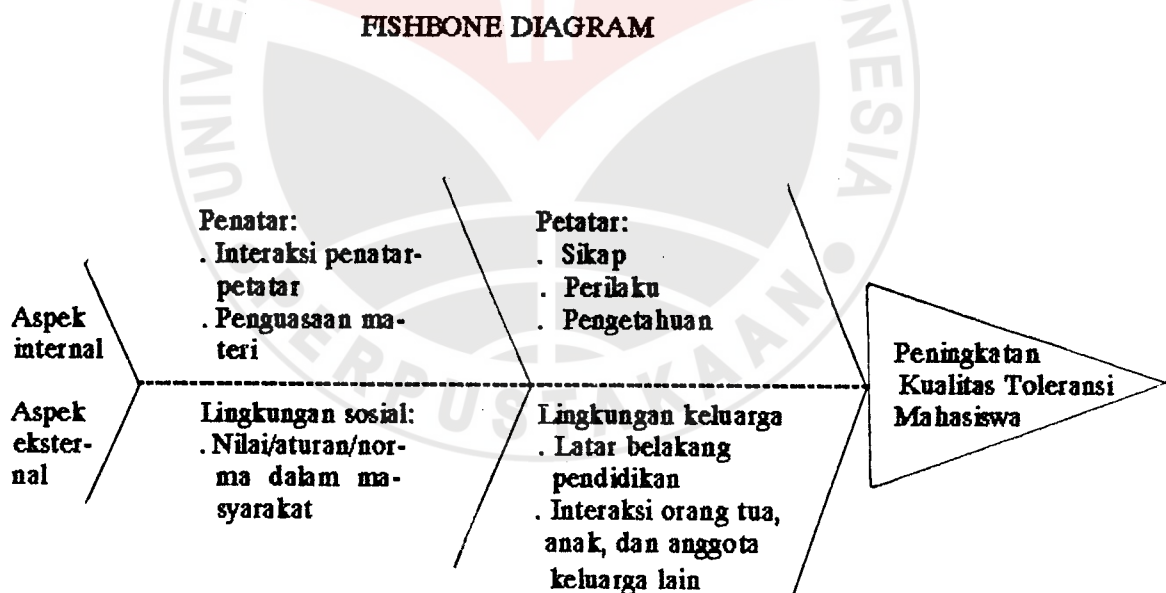 FISHBONE DIAGRAM
Penatar:
. Interaksi penatar-
petatar
. Penguasaan ma-
teri
Petatar:
. Sikap
. Perilaku
. Pengetahuan
Aspek
internal
Peningkatan
Kualitas Toleransi
Mahasiswa
Aspek
ekster-
nal
Lingkungan sosial:
. Nilai/aturan/nor-
ma dalam ma-
syarakat
Lingkungan keluarga
. Latar belakang
pendidikan
. Interaksi orang tua,
anak, dan anggota
keluarga lain
PERPUSTAKAAN